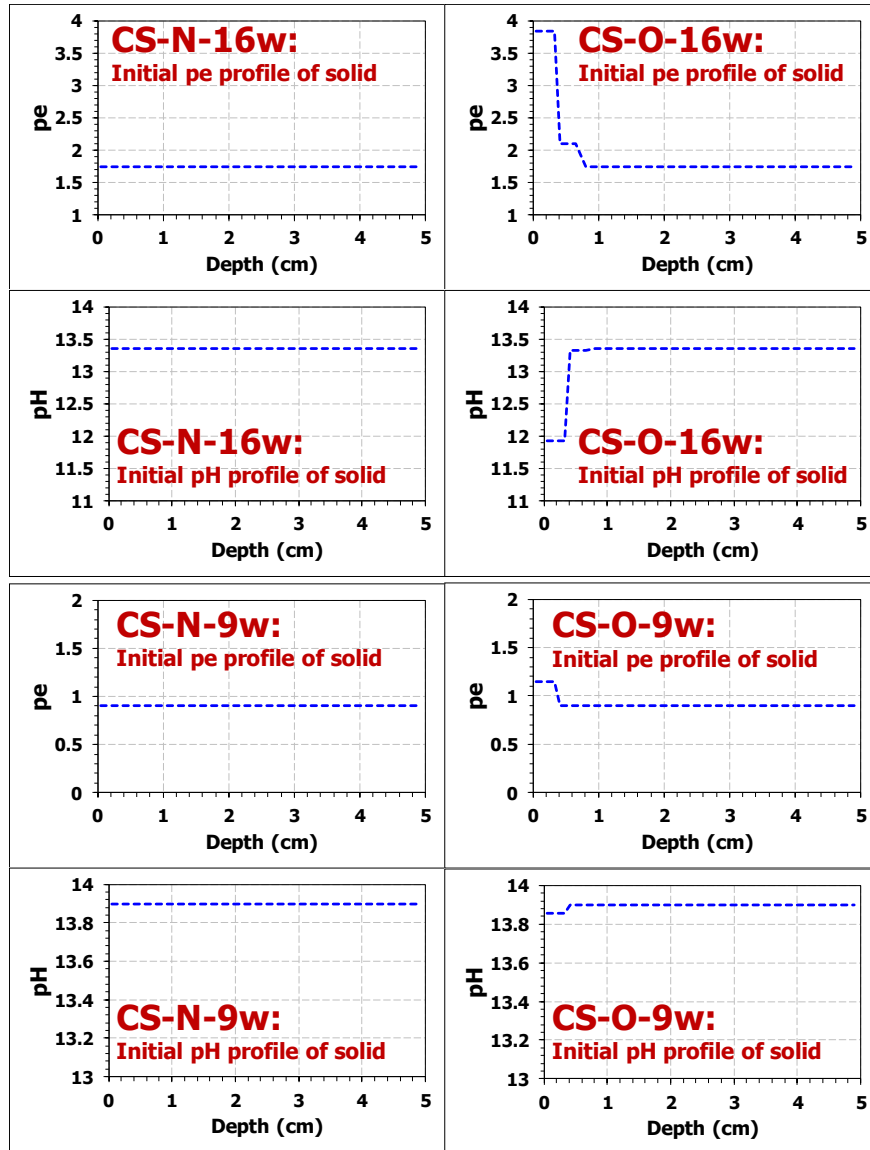 4
3.5
3
2.5
2
1.5
1
pe
CS-N-16w:
Initial pe profile of solid
0 1 2 3 4 5
Depth (cm)
4
3.5
3
2.5
2
1.5
1
pe
CS-O-16w:
Initial pe profile of solid
0 1 2 3 4 5
Depth (cm)
14
13.5
13
12.5
12
11.5
11
pH
CS-N-16w:
Initial pH profile of solid
0 1 2 3 4 5
Depth (cm)
14
13.5
13
12.5
12
11.5
11
pH
CS-O-16w:
Initial pH profile of solid
0 1 2 3 4 5
Depth (cm)
2
1.5
1
0.5
0
pe
CS-N-9w:
Initial pe profile of solid
0 1 2 3 4 5
Depth (cm)
2
1.5
1
0.5
0
pe
CS-O-9w:
Initial pe profile of solid
0 1 2 3 4 5
Depth (cm)
14
13.8
13.6
13.4
13.2
13
pH
CS-N-9w:
Initial pH profile of solid
0 1 2 3 4 5
Depth (cm)
14
13.8
13.6
13.4
13.2
13
pH
CS-O-9w:
Initial pH profile of solid
0 1 2 3 4 5
Depth (cm)